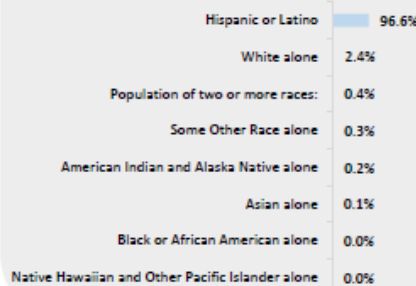 Hispanic or Latino 96.6%
White alone 2.4%
Population of two or more races: 0.4%
Some Other Race alone 0.3%
American Indian and Alaska Native alone 0.2%
Asian alone 0.1%
Black or African American alone 0.0%
Native Hawaiian and Other Pacific Islander alone 0.0%